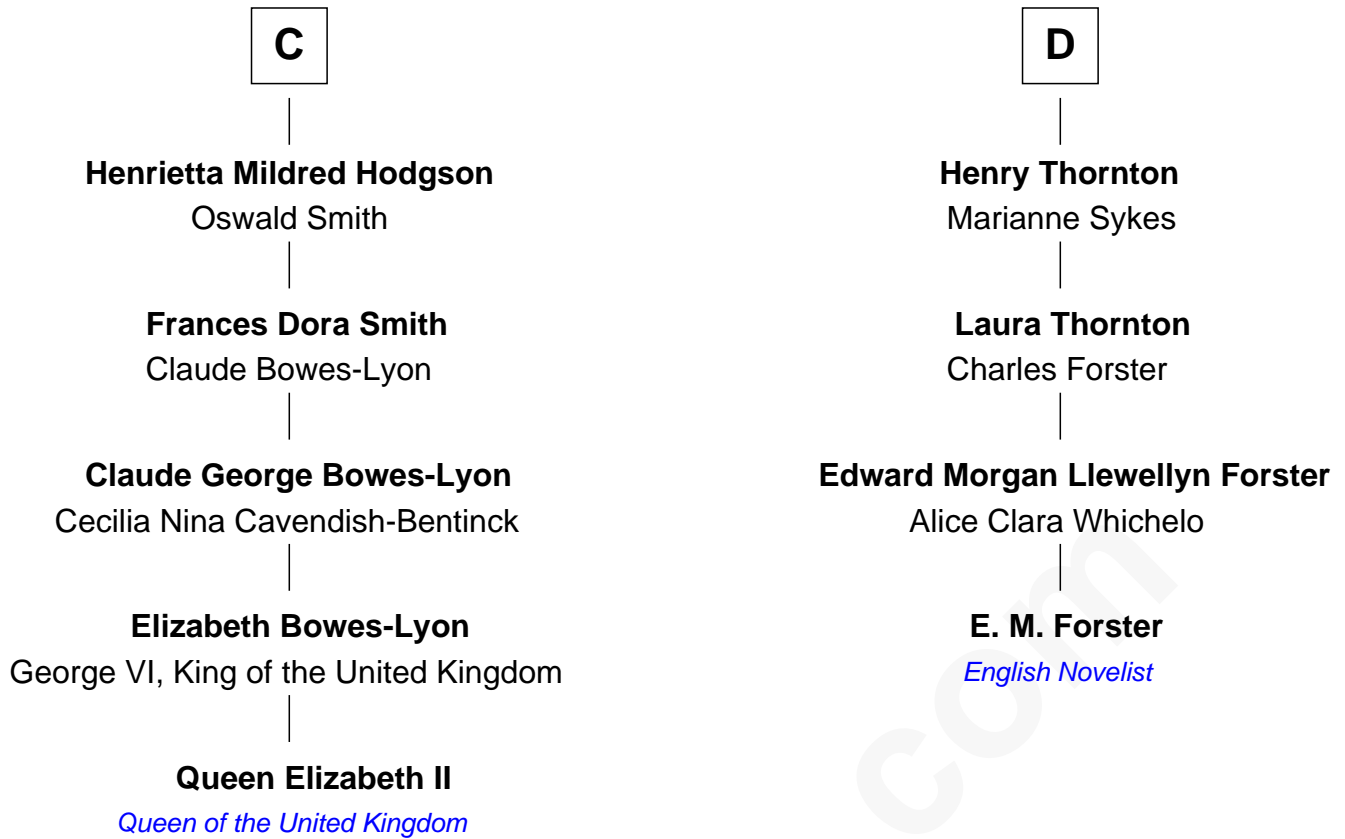 C
Henrietta Mildred Hodgson
Oswald Smith
Frances Dora Smith
Claude Bowes-Lyon
Claude George Bowes-Lyon
Cecilia Nina Cavendish-Bentinck
Elizabeth Bowes-Lyon
George VI, King of the United Kingdom
Queen Elizabeth II
Queen of the United Kingdom
D
Henry Thornton
Marianne Sykes
Laura Thornton
Charles Forster
Edward Morgan Llewellyn Forster
Alice Clara Whichelo
E. M. Forster
English Novelist
com